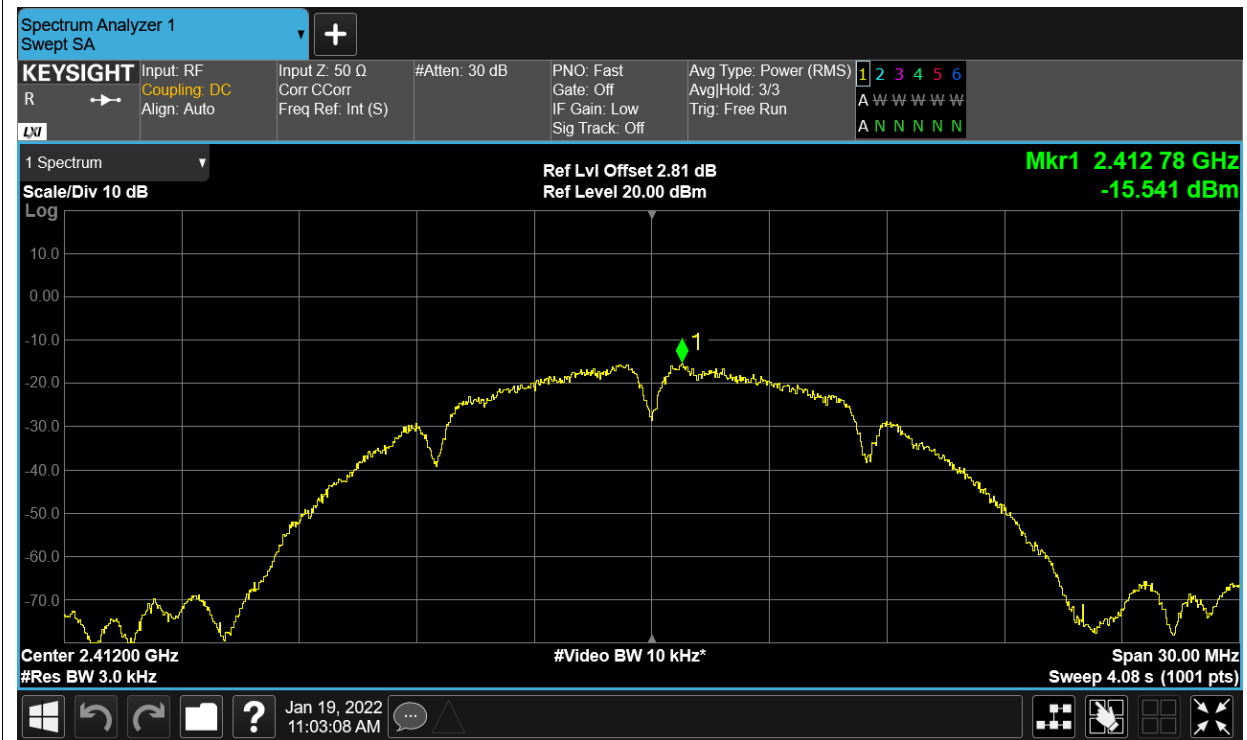 Spectrum Analyzer 1
Swept SA
+
KEYSIGHT
R
LXI
Input: RF
Coupling: DC
Align: Auto
Input Z: 50 Ω
Corr CCorr
Freq Ref: Int (S)
#Atten: 30 dB
PNO: Fast
Gate: Off
IF Gain: Low
Sig Track: Off
Avg Type: Power (RMS)
Avg|Hold: 3/3
Trig: Free Run
1 2 3 4 5 6
A W W W W W
A N N N N N
1 Spectrum
Scale/Div 10 dB
Ref Lvl Offset 2.81 dB
Ref Level 20.00 dBm
Mkr1 2.412 78 GHz
-15.541 dBm
Log
10.0
0.00
-10.0
-20.0
-30.0
-40.0
-50.0
-60.0
-70.0
1
Center 2.41200 GHz
#Res BW 3.0 kHz
#Video BW 10 kHz*
Span 30.00 MHz
Sweep 4.08 s (1001 pts)
?
Jan 19, 2022
11:03:08 AM